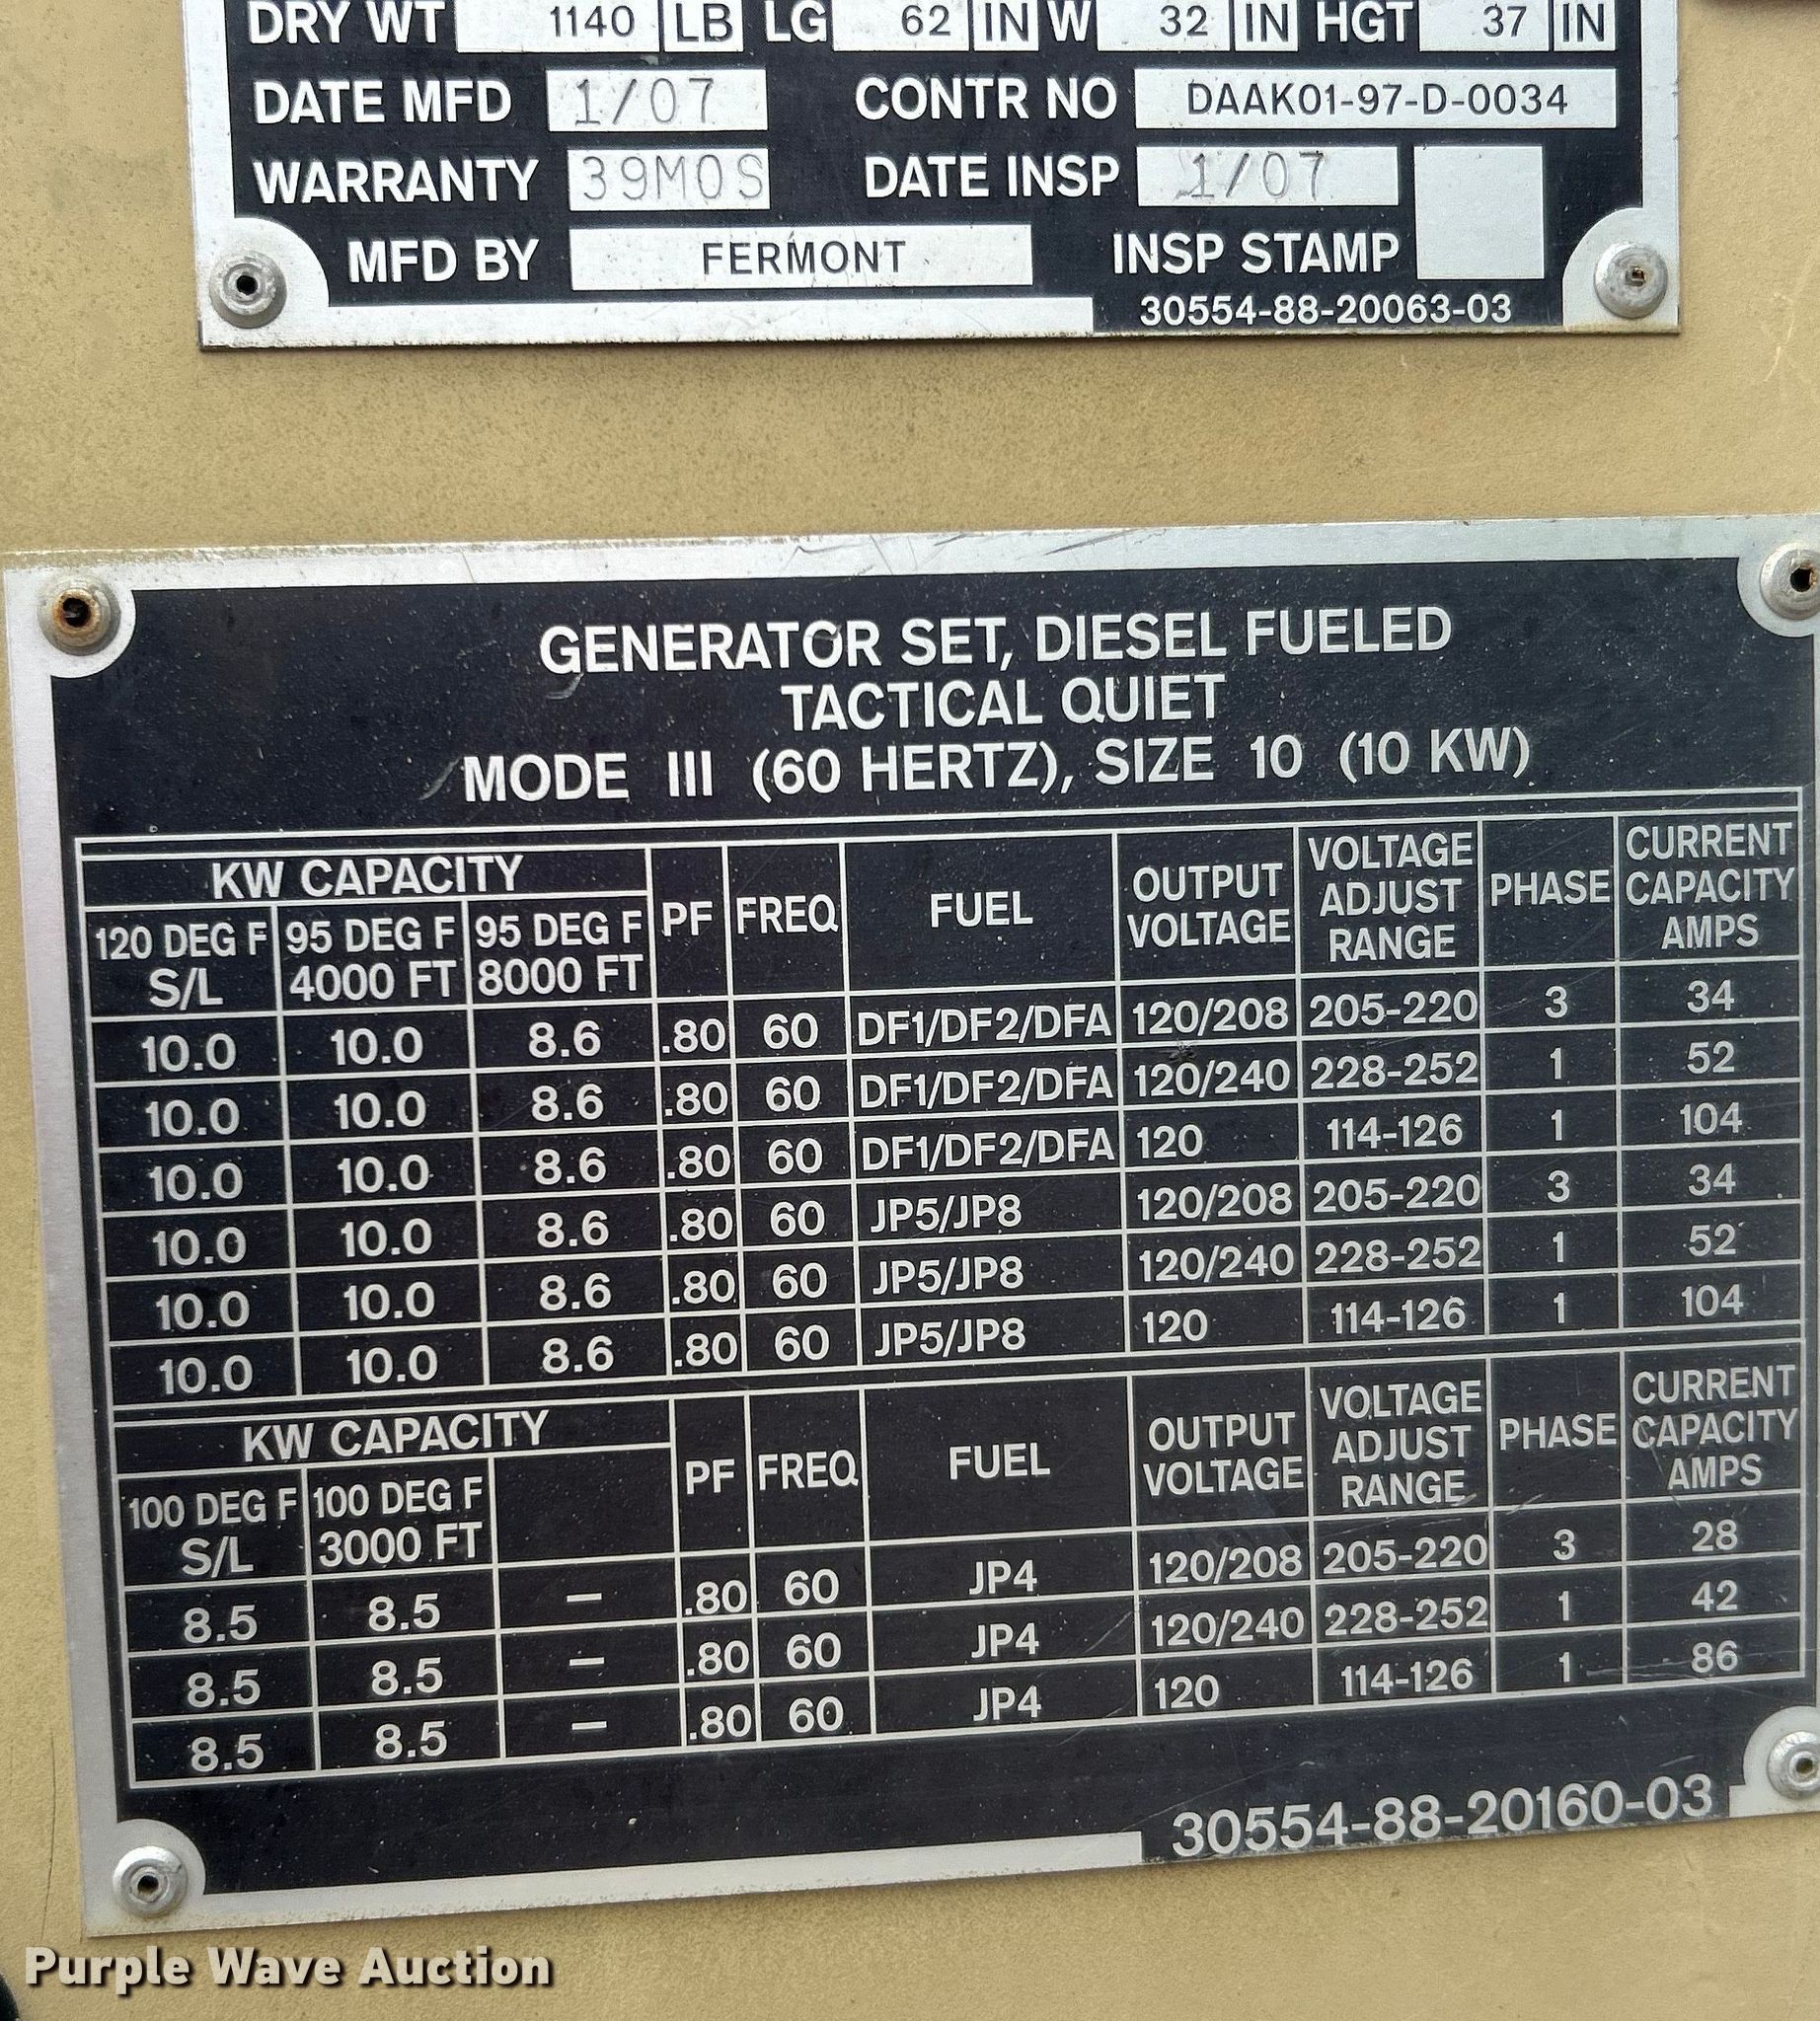 DRY WT 1140 LB LG 62 IN W 32 IN HGT 37 IN
DATE MFD 1/07 CONTR NO DAAK01-97-D-0034
WARRANTY 39MOS DATE INSP 1/07
MFD BY FERMONT INSP STAMP
30554-88-20063-03
GENERATOR SET, DIESEL FUELED
TACTICAL QUIET
MODE III (60 HERTZ), SIZE 10 (10 KW)
KW CAPACITY PF FREQ FUEL OUTPUT VOLTAGE VOLTAGE ADJUST RANGE PHASE CURRENT CAPACITY AMPS
120 DEG F S/L 95 DEG F 4000 FT 95 DEG F 8000 FT
10.0 10.0 8.6 .80 60 DF1/DF2/DFA 120/208 205-220 3 34
10.0 10.0 8.6 .80 60 DF1/DF2/DFA 120/240 228-252 1 52
10.0 10.0 8.6 .80 60 DF1/DF2/DFA 120 114-126 1 104
10.0 10.0 8.6 .80 60 JP5/JP8 120/208 205-220 3 34
10.0 10.0 8.6 .80 60 JP5/JP8 120/240 228-252 1 52
10.0 10.0 8.6 .80 60 JP5/JP8 120 114-126 1 104
KW CAPACITY PF FREQ FUEL OUTPUT VOLTAGE VOLTAGE ADJUST RANGE PHASE CURRENT CAPACITY AMPS
100 DEG F S/L 100 DEG F 3000 FT
8.5 8.5 – .80 60 JP4 120/208 205-220 3 28
8.5 8.5 – .80 60 JP4 120/240 228-252 1 42
8.5 8.5 – .80 60 JP4 120 114-126 1 86
30554-88-20160-03
Purple Wave Auction